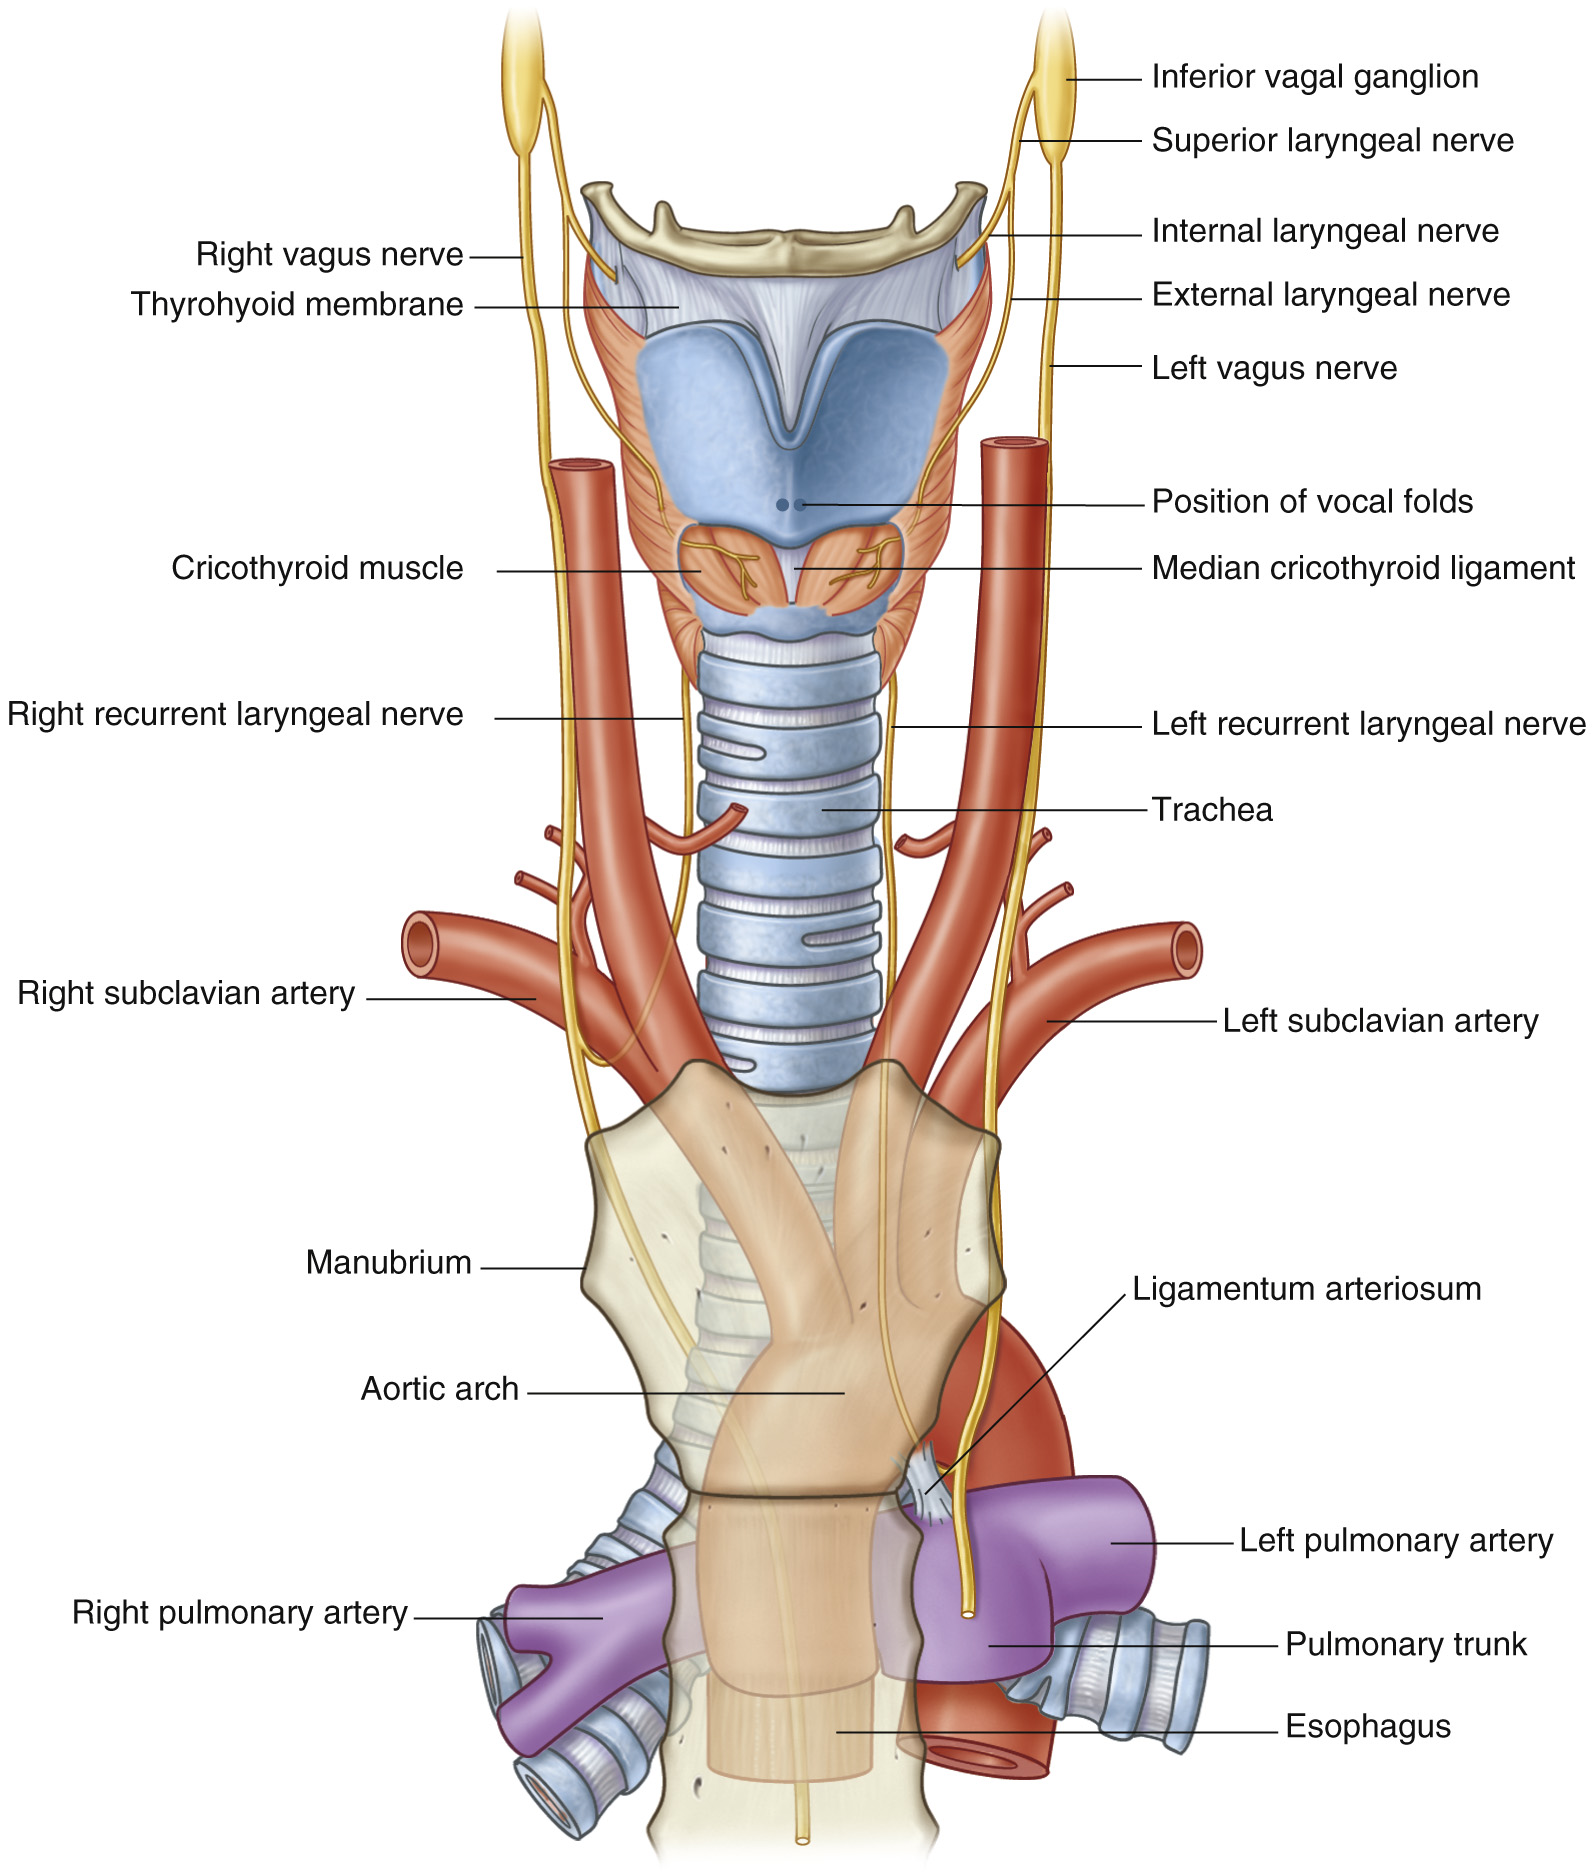 Inferior vagal ganglion
Superior laryngeal nerve
Internal laryngeal nerve
Right vagus nerve
External laryngeal nerve
Thyrohyoid membrane
Left vagus nerve
Position of vocal folds
Cricothyroid muscle
Median cricothyroid ligament
Right recurrent laryngeal nerve
Left recurrent laryngeal nerve
Trachea
Right subclavian artery
Left subclavian artery
Manubrium
Ligamentum arteriosum
Aortic arch
Left pulmonary artery
Right pulmonary artery
Pulmonary trunk
Esophagus